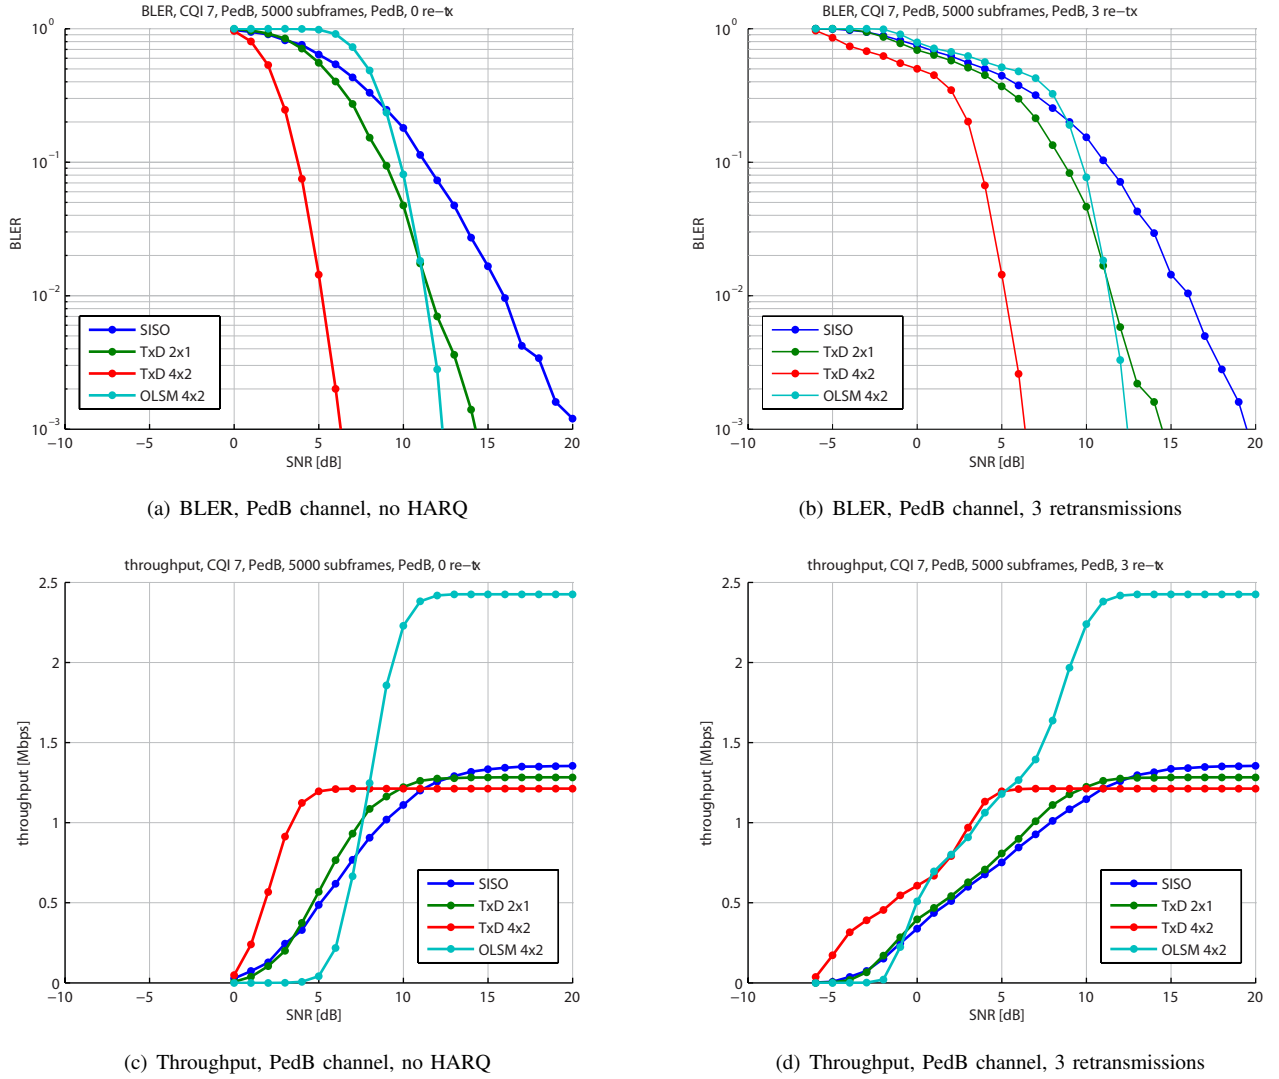 BLER, CQI 7, PedB, 5000 subframes, PedB, 0 re-tx
10^0
10^-1
10^-2
10^-3
BLER
SISO
TxD 2x1
TxD 4x2
OLSM 4x2
-10 -5 0 5 10 15 20
SNR [dB]
(a) BLER, PedB channel, no HARQ
BLER, CQI 7, PedB, 5000 subframes, PedB, 3 re-tx
10^0
10^-1
10^-2
10^-3
BLER
SISO
TxD 2x1
TxD 4x2
OLSM 4x2
-10 -5 0 5 10 15 20
SNR [dB]
(b) BLER, PedB channel, 3 retransmissions
throughput, CQI 7, PedB, 5000 subframes, PedB, 0 re-tx
2.5
2
1.5
1
0.5
0
throughput [Mbps]
SISO
TxD 2x1
TxD 4x2
OLSM 4x2
-10 -5 0 5 10 15 20
SNR [dB]
(c) Throughput, PedB channel, no HARQ
throughput, CQI 7, PedB, 5000 subframes, PedB, 3 re-tx
2.5
2
1.5
1
0.5
0
throughput [Mbps]
SISO
TxD 2x1
TxD 4x2
OLSM 4x2
-10 -5 0 5 10 15 20
SNR [dB]
(d) Throughput, PedB channel, 3 retransmissions